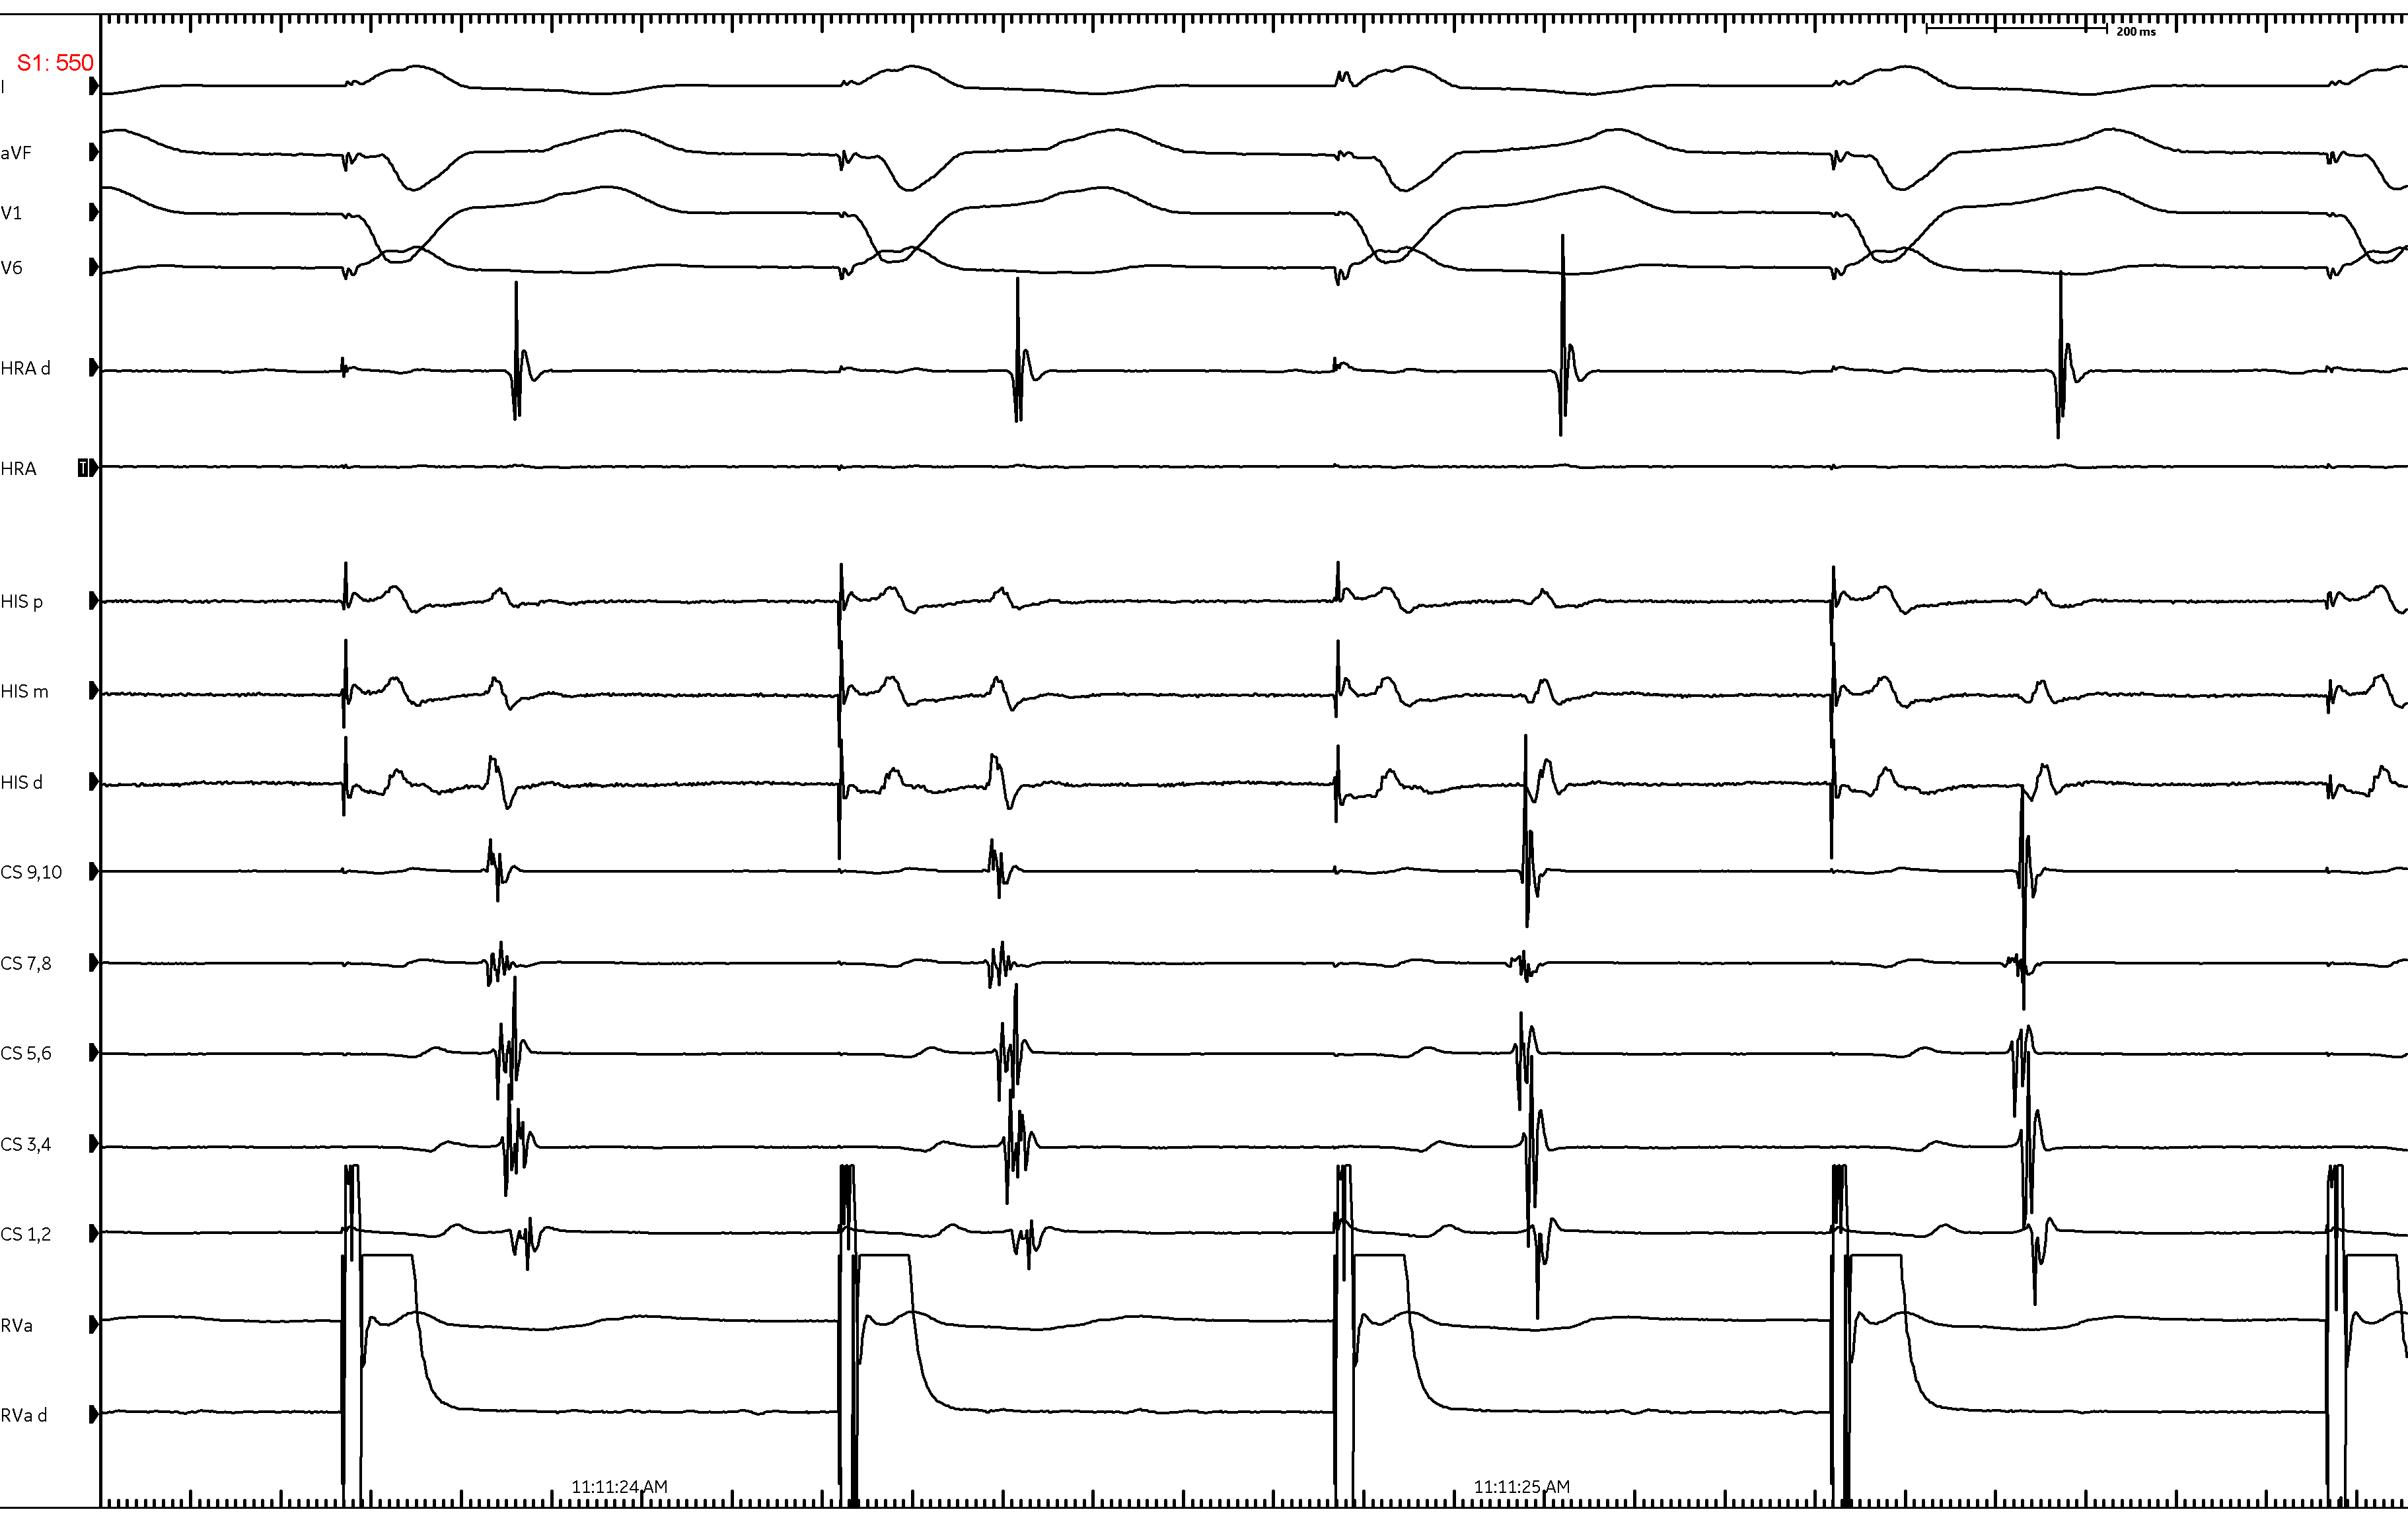 200 ms
S1: 550
I
aVF
V1
V6
HRA d
HRA
T
HIS p
HIS m
HIS d
CS 9,10
CS 7,8
CS 5,6
CS 3,4
CS 1,2
RVa
RVa d
11:11:24 AM
11:11:25 AM